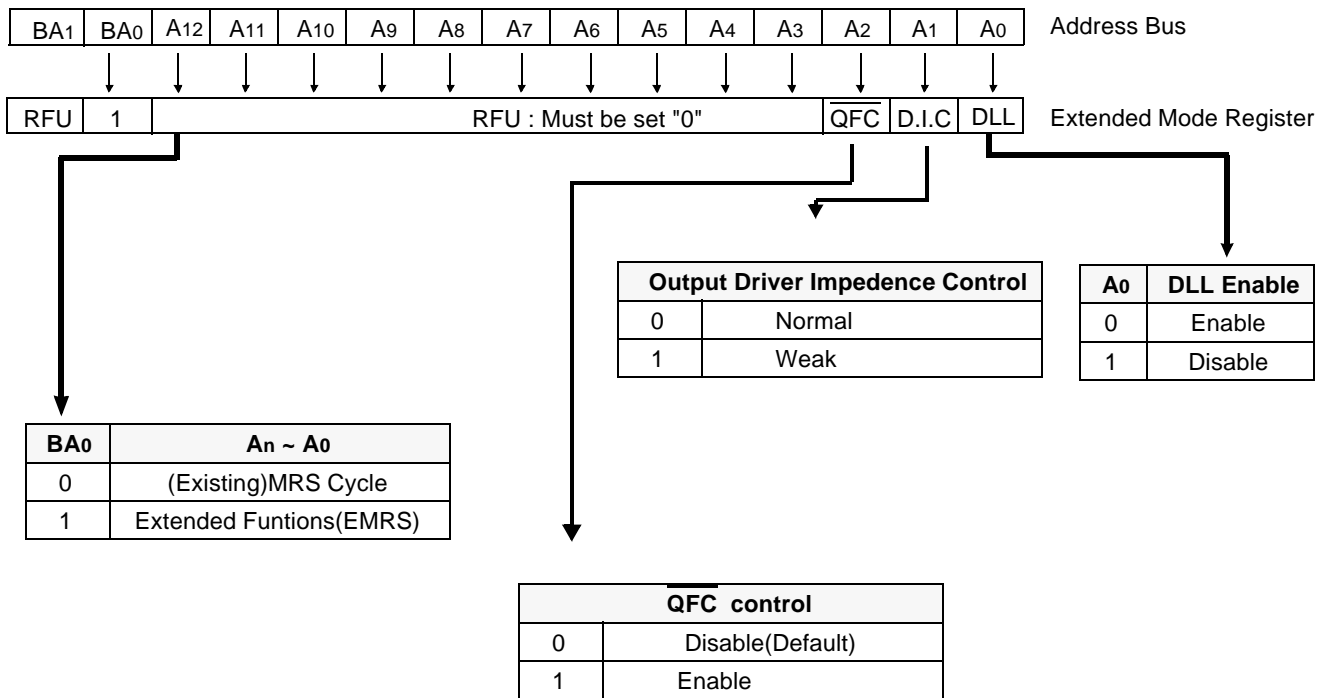 BA1 BA0 A12 A11 A10 A9 A8 A7 A6 A5 A4 A3 A2 A1 A0 Address Bus
RFU 1 RFU : Must be set "0" QFC D.I.C DLL Extended Mode Register
Output Driver Impedence Control
0 Normal
1 Weak
A0 DLL Enable
0 Enable
1 Disable
BA0 An ~ A0
0 (Existing)MRS Cycle
1 Extended Funtions(EMRS)
QFC control
0 Disable(Default)
1 Enable